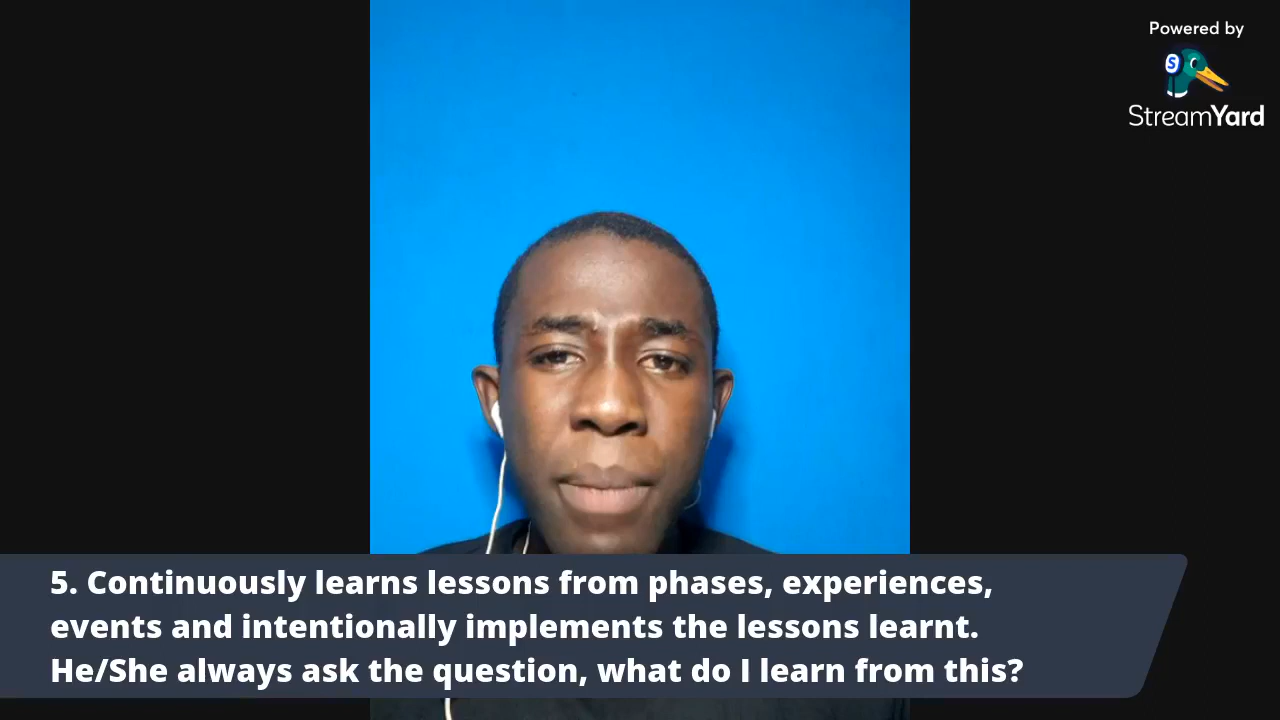 Powered by
S
StreamYard
5. Continuously learns lessons from phases, experiences,
events and intentionally implements the lessons learnt.
He/She always ask the question, what do I learn from this?